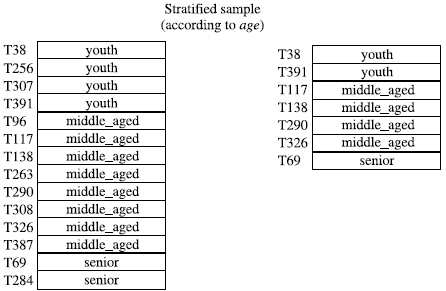 Stratified sample
(according to age)
T38 youth
T256 youth
T307 youth
T391 youth
T96 middle_aged
T117 middle_aged
T138 middle_aged
T263 middle_aged
T290 middle_aged
T308 middle_aged
T326 middle_aged
T387 middle_aged
T69 senior
T284 senior
T38 youth
T391 youth
T117 middle_aged
T138 middle_aged
T290 middle_aged
T326 middle_aged
T69 senior